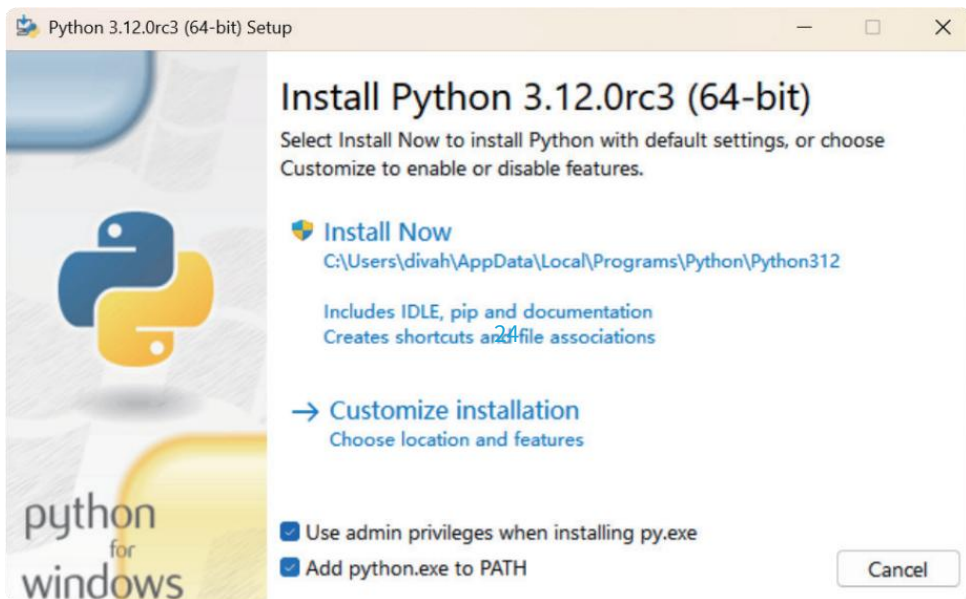 Python 3.12.0rc3 (64-bit) Setup
Install Python 3.12.0rc3 (64-bit)
Select Install Now to install Python with default settings, or choose
Customize to enable or disable features.
Install Now
C:\Users\divah\AppData\Local\Programs\Python\Python312
Includes IDLE, pip and documentation
Creates shortcuts and file associations
24
Customize installation
Choose location and features
python
for
windows
Use admin privileges when installing py.exe
Add python.exe to PATH
Cancel